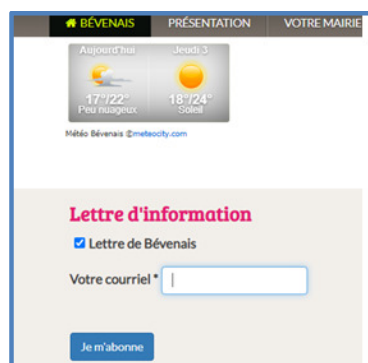 BÉVENAIS PRÉSENTATION VOTRE MAIRIE
Aujourd'hui Jeudi 3
17°/22° 18°/24°
Peu nuageux Soleil
Météo Bévenais ©meteocity.com
Lettre d'information
Lettre de Bévenais
Votre courriel *
Je m'abonne